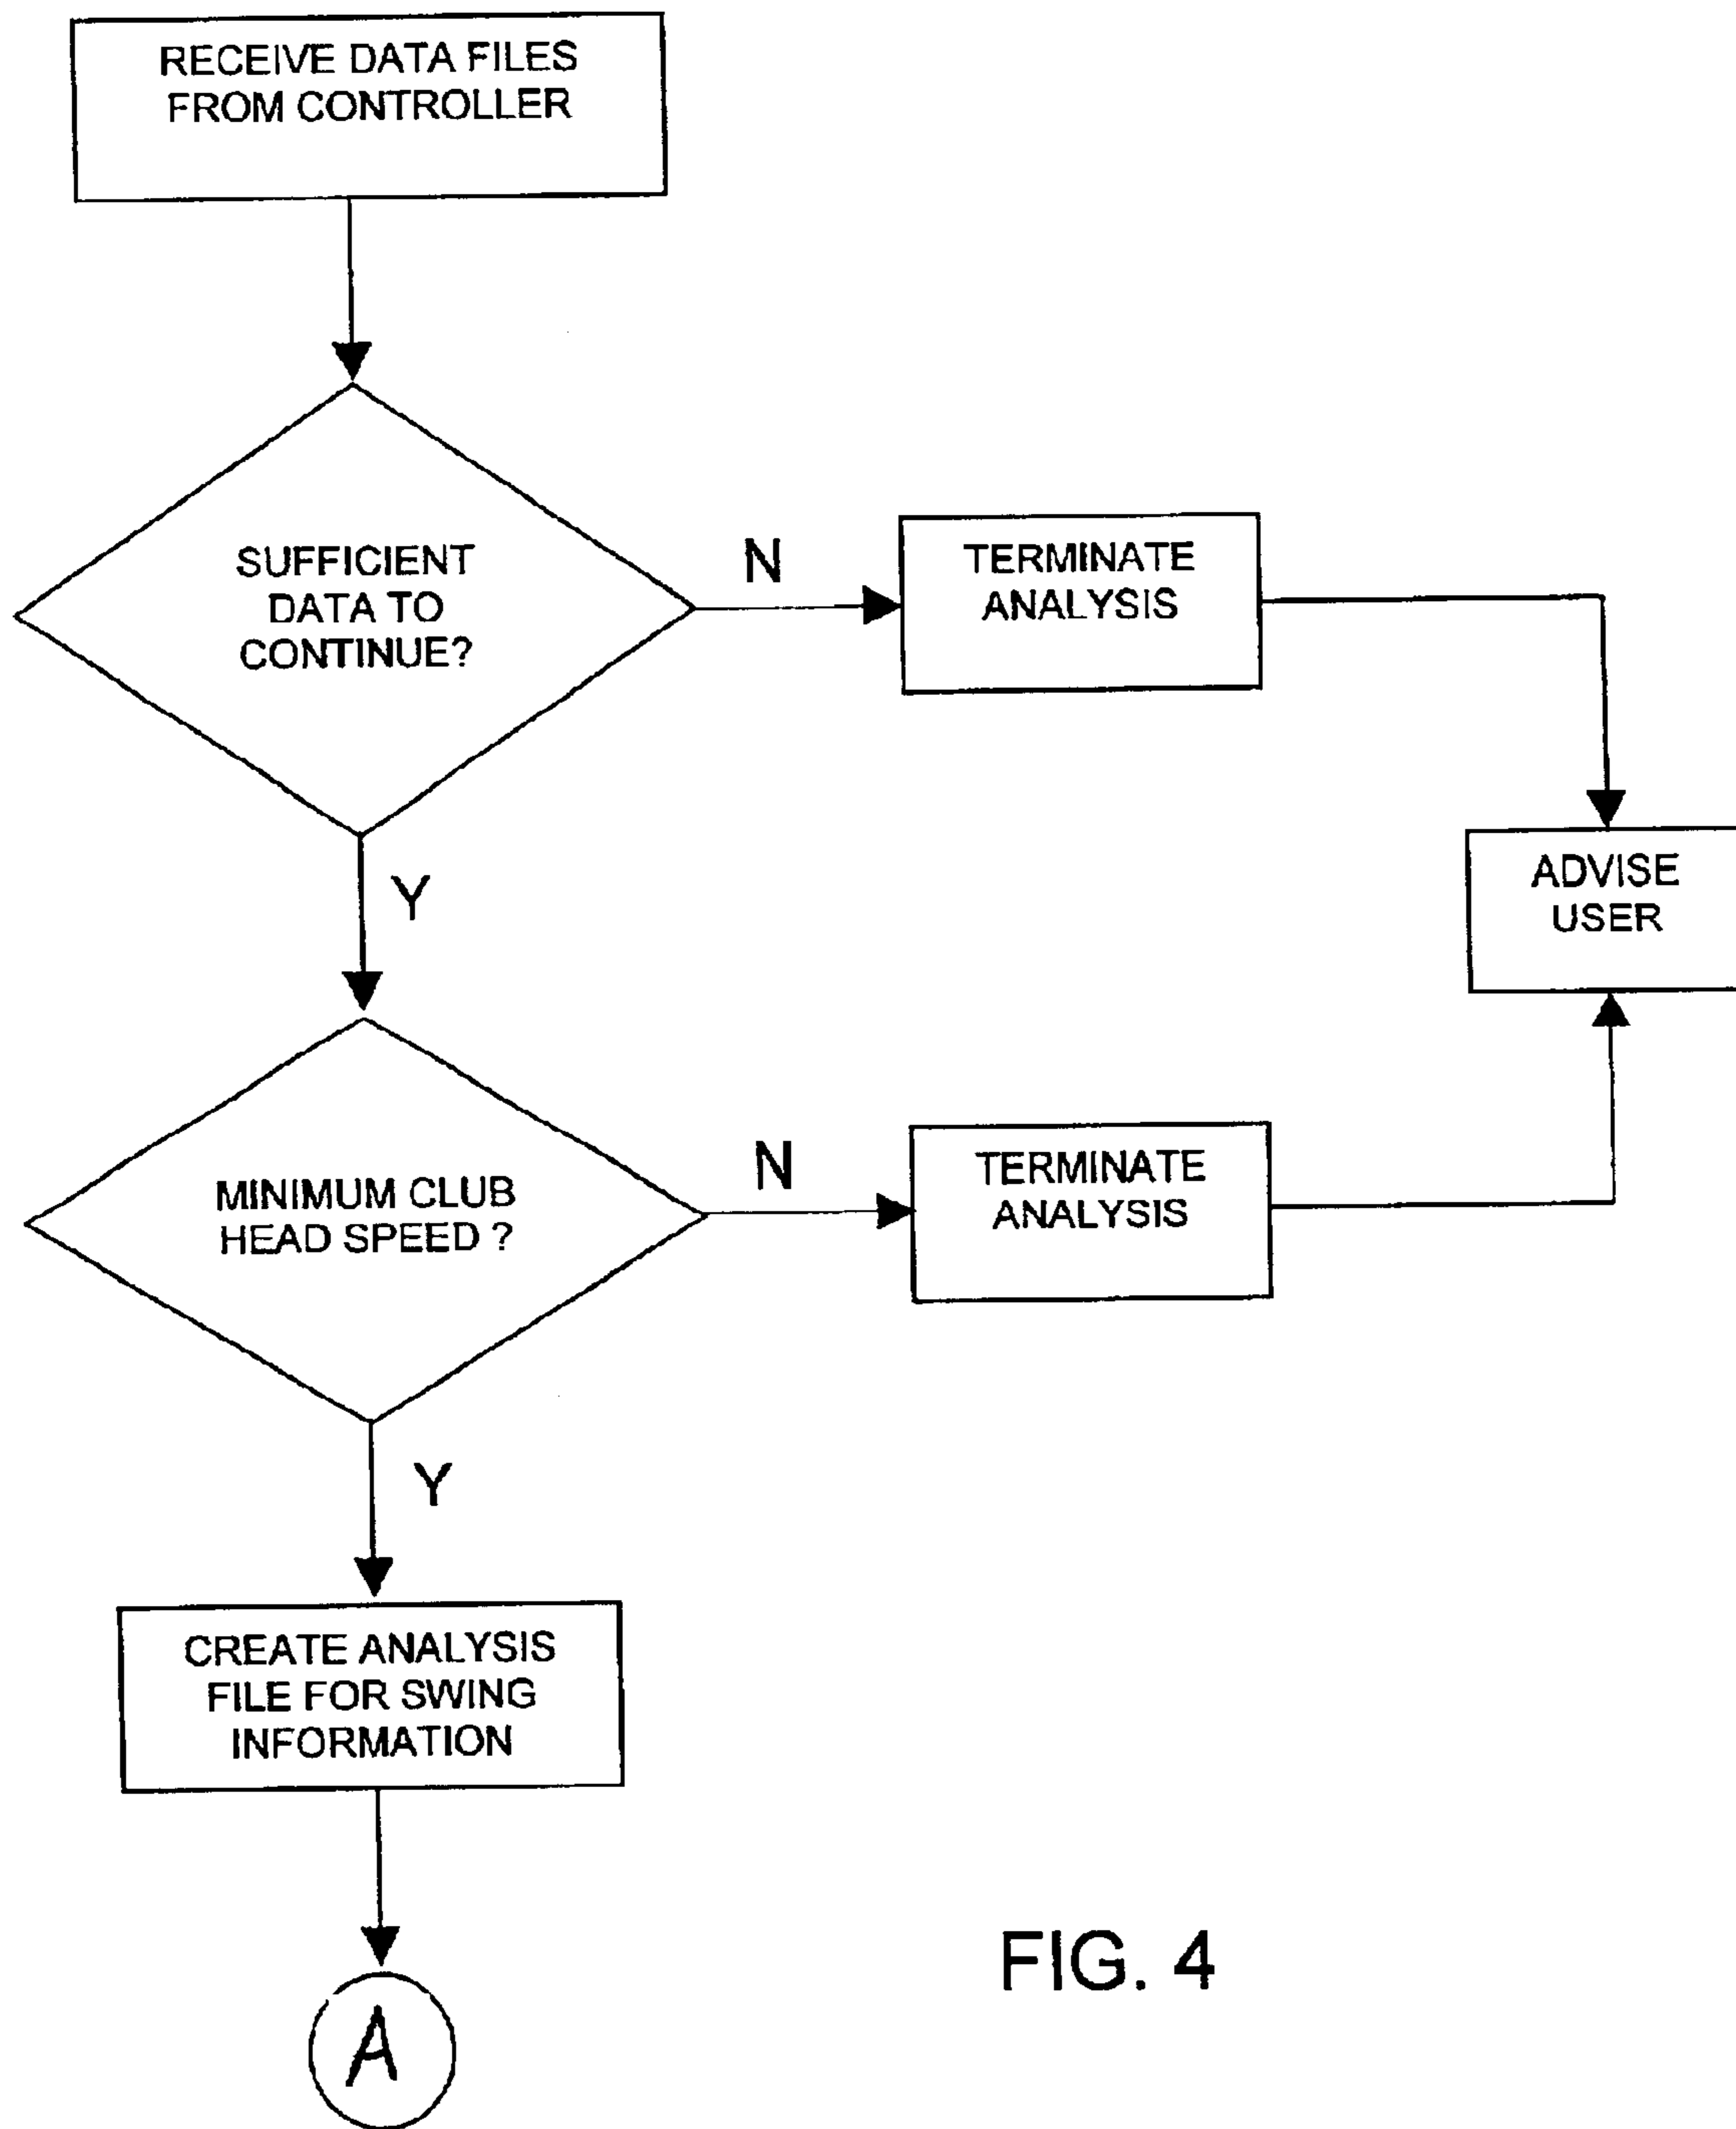 RECEIVE DATA FILES
FROM CONTROLLER
SUFFICIENT
DATA TO
CONTINUE?
N
TERMINATE
ANALYSIS
ADVISE
USER
Y
MINIMUM CLUB
HEAD SPEED ?
N
TERMINATE
ANALYSIS
Y
CREATE ANALYSIS
FILE FOR SWING
INFORMATION
A
FIG. 4